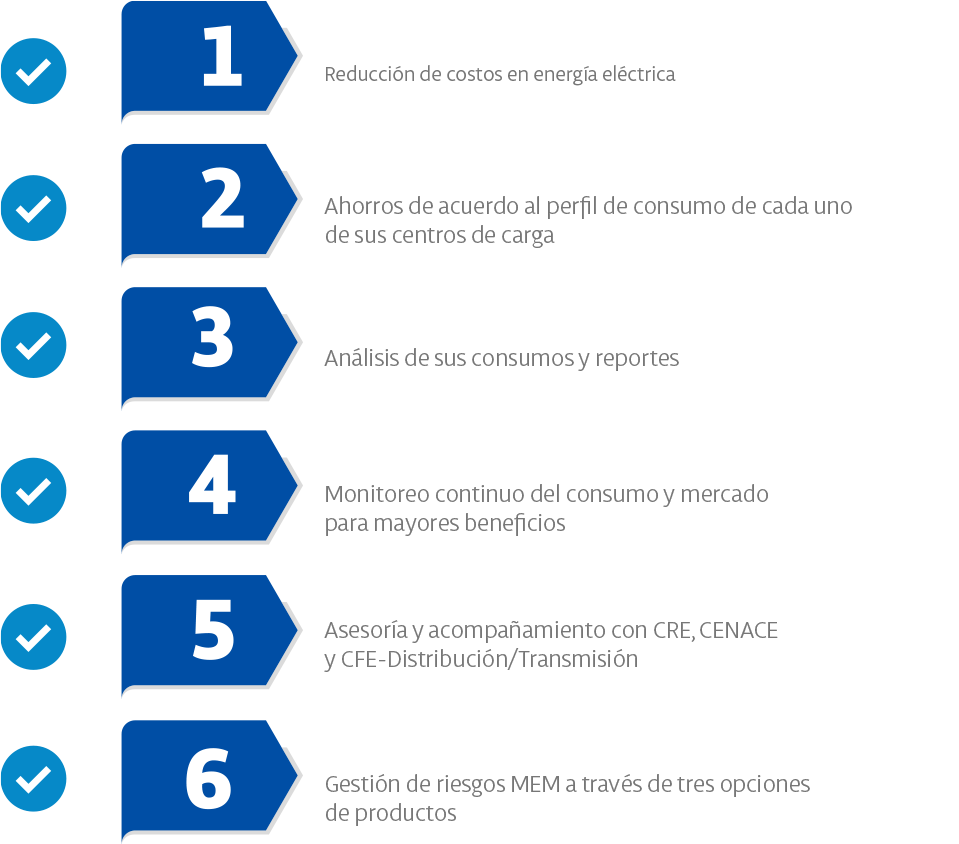 1
Reducción de costos en energía eléctrica
2
Ahorros de acuerdo al perfil de consumo de cada uno
de sus centros de carga
3
Análisis de sus consumos y reportes
4
Monitoreo continuo del consumo y mercado
para mayores beneficios
5
Asesoría y acompañamiento con CRE, CENACE
y CFE-Distribución/Transmisión
6
Gestión de riesgos MEM a través de tres opciones
de productos